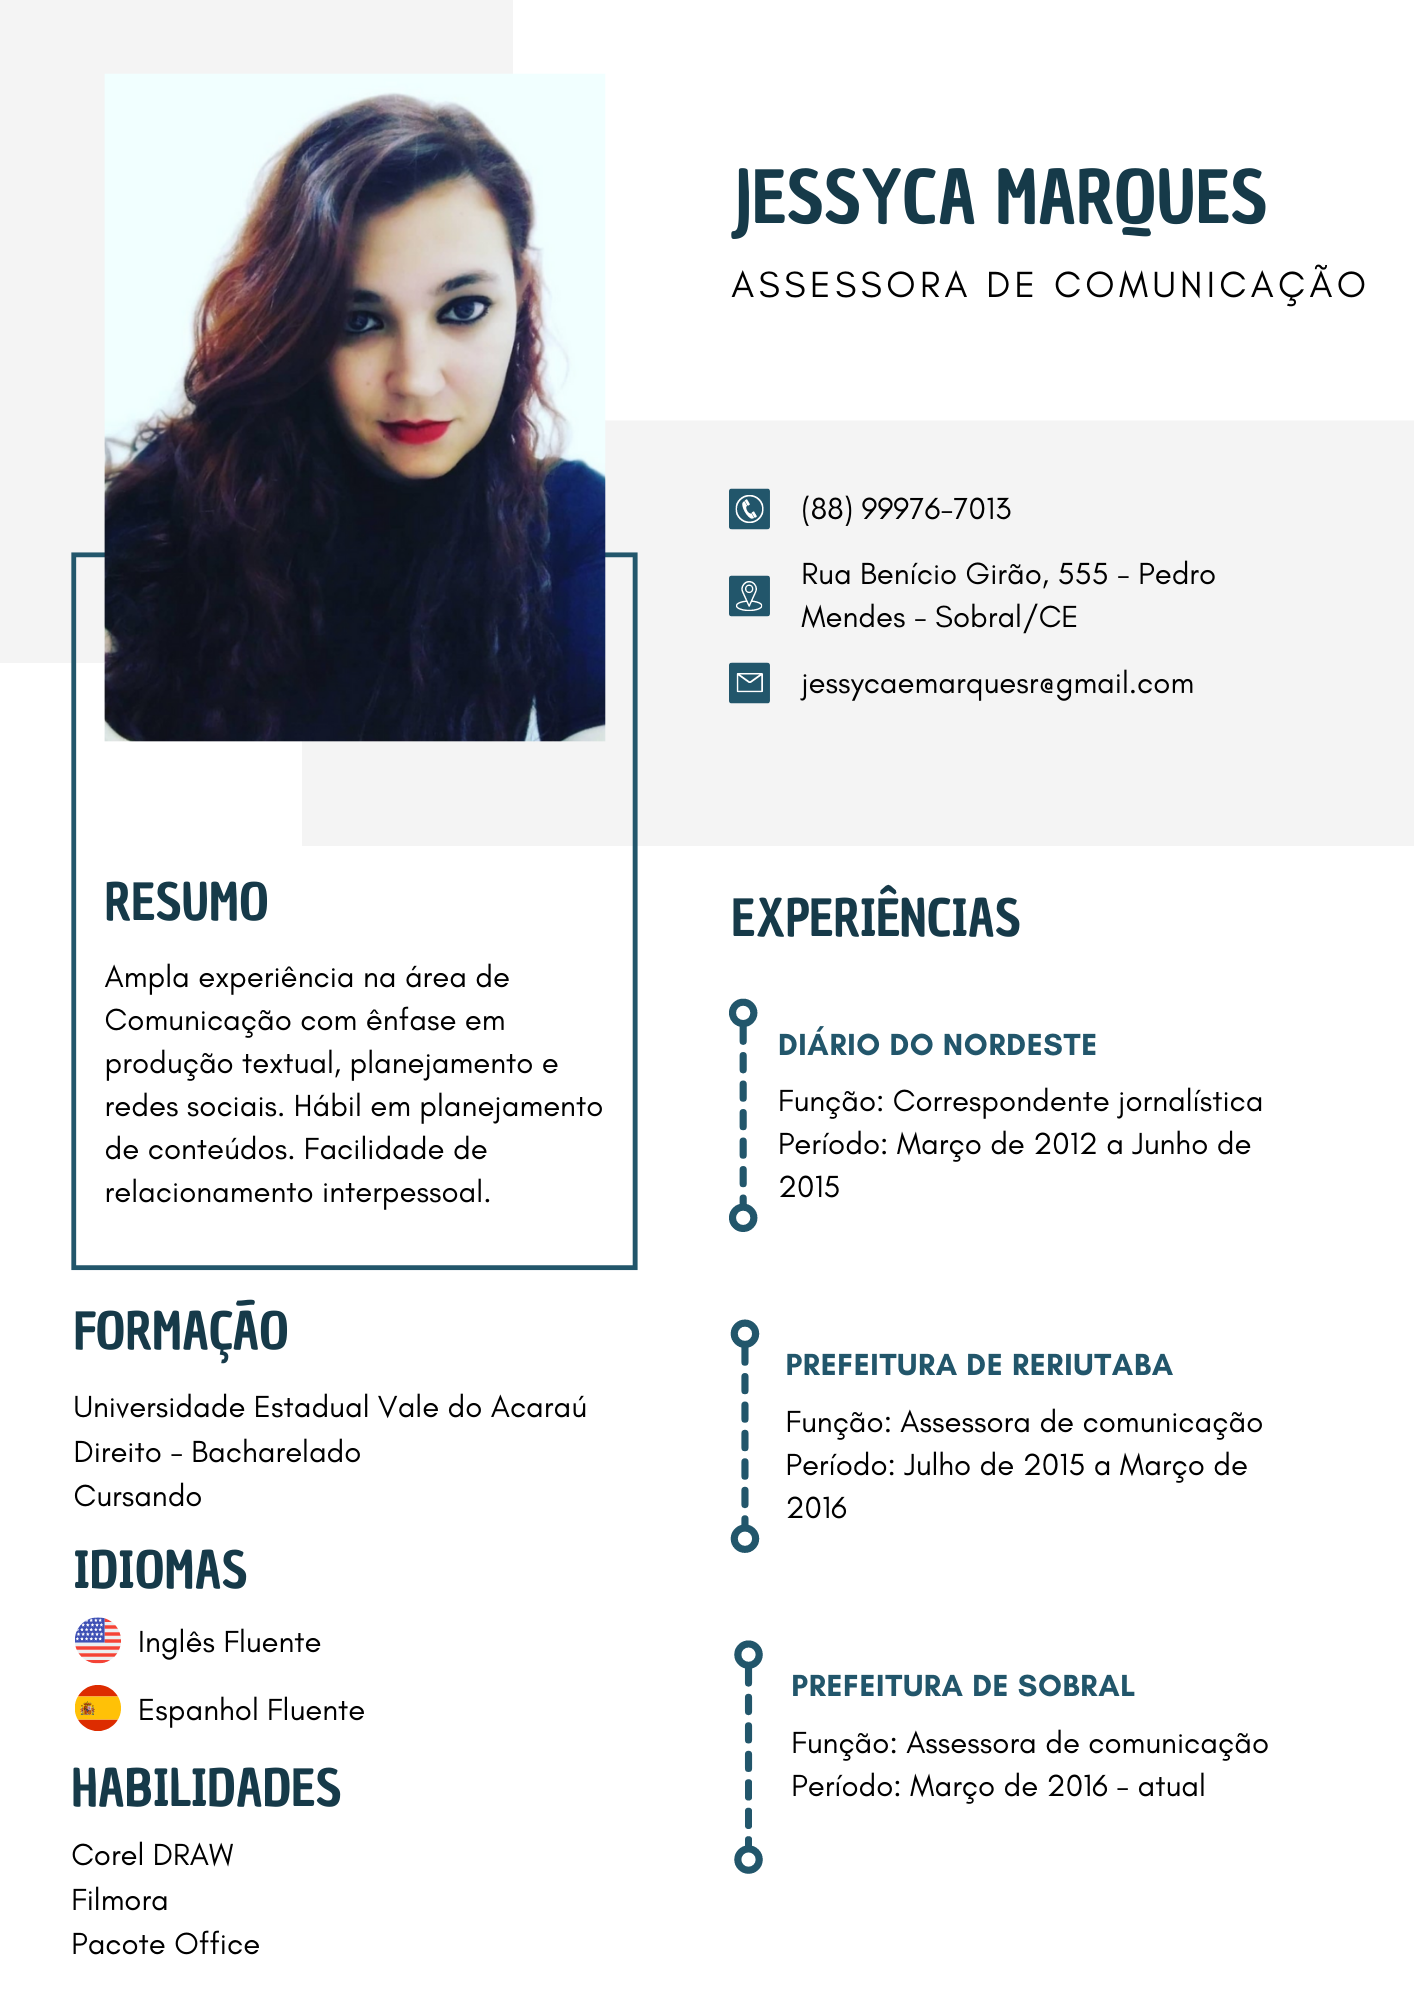 JESSYCA MARQUES
ASSESSORA DE COMUNICAÇÃO
(88) 99976-7013
Rua Benício Girão, 555 - Pedro
Mendes - Sobral/CE
jessycaemarquesr@gmail.com
RESUMO
Ampla experiência na área de
Comunicação com ênfase em
produção textual, planejamento e
redes sociais. Hábil em planejamento
de conteúdos. Facilidade de
relacionamento interpessoal.
FORMAÇÃO
Universidade Estadual Vale do Acaraú
Direito - Bacharelado
Cursando
IDIOMAS
Inglês Fluente
Espanhol Fluente
HABILIDADES
Corel DRAW
Filmora
Pacote Office
EXPERIÊNCIAS
DIÁRIO DO NORDESTE
Função: Correspondente jornalística
Período: Março de 2012 a Junho de
2015
PREFEITURA DE RERIUTABA
Função: Assessora de comunicação
Período: Julho de 2015 a Março de
2016
PREFEITURA DE SOBRAL
Função: Assessora de comunicação
Período: Março de 2016 - atual